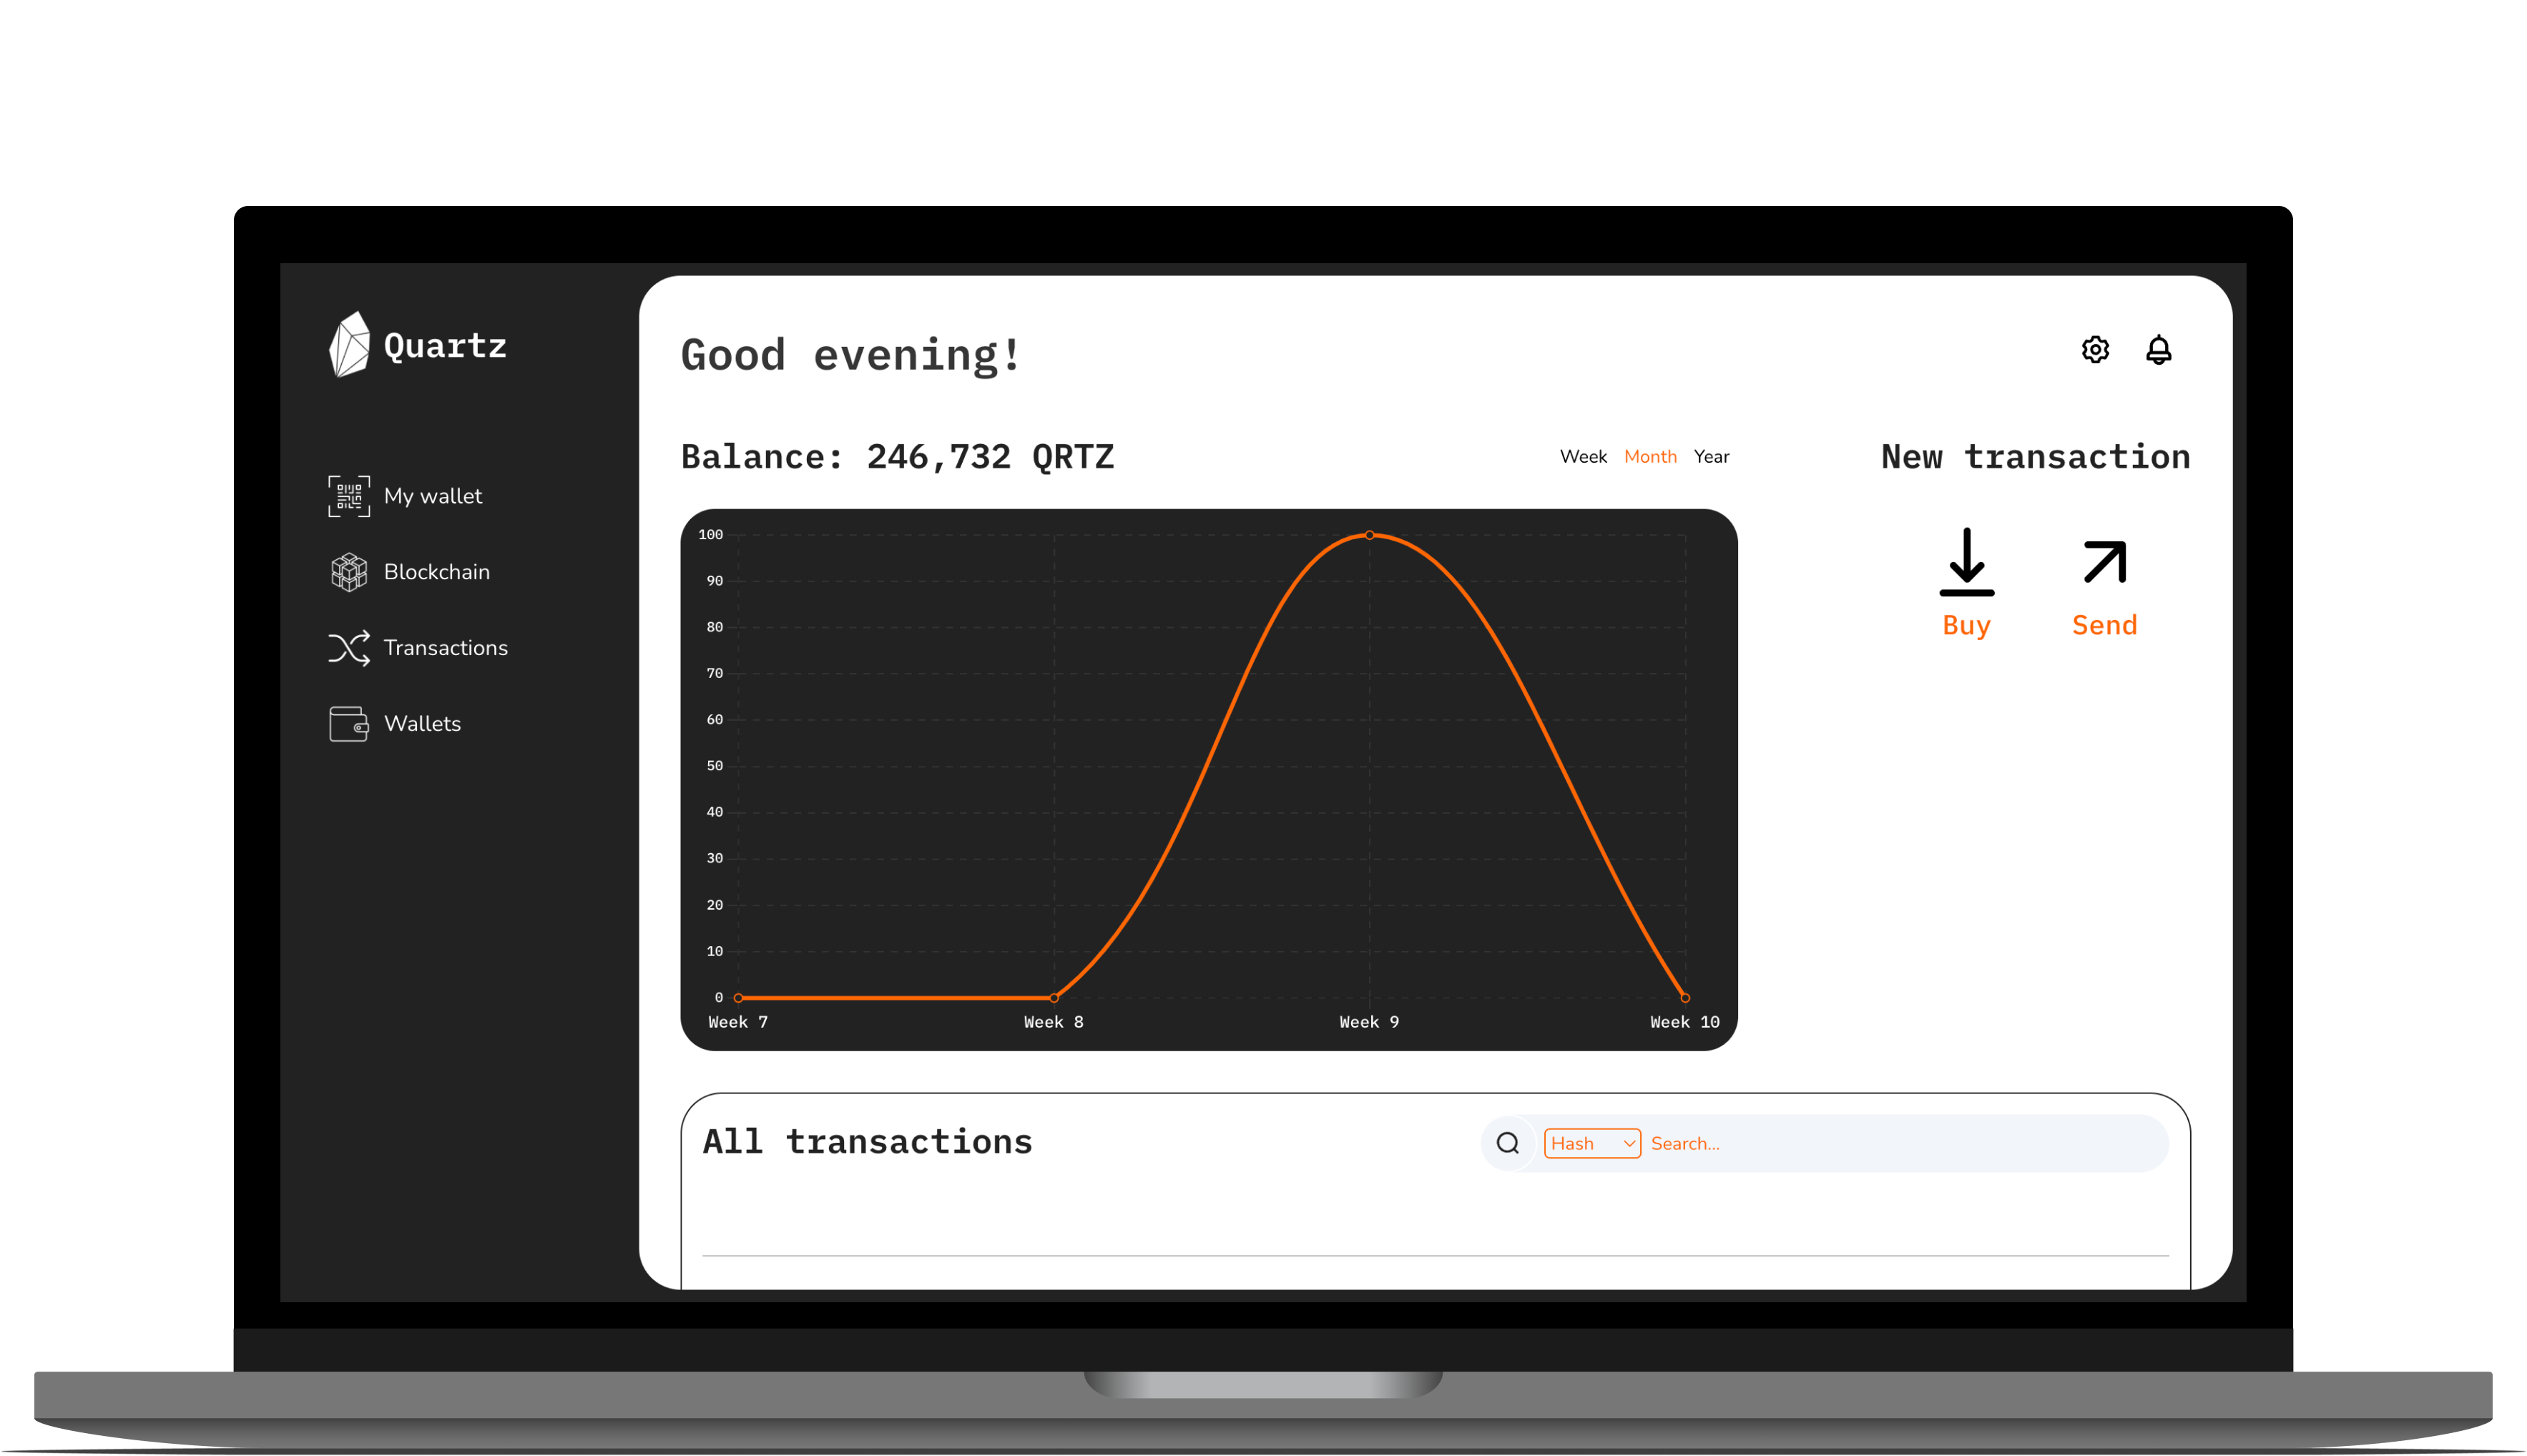 Quartz
My wallet
Blockchain
Transactions
Wallets
Good evening!
Balance: 246,732 QRTZ
Week Month Year
100
90
80
70
60
50
40
30
20
10
0
Week 7 Week 8 Week 9 Week 10
New transaction
Buy Send
All transactions
Hash Search...